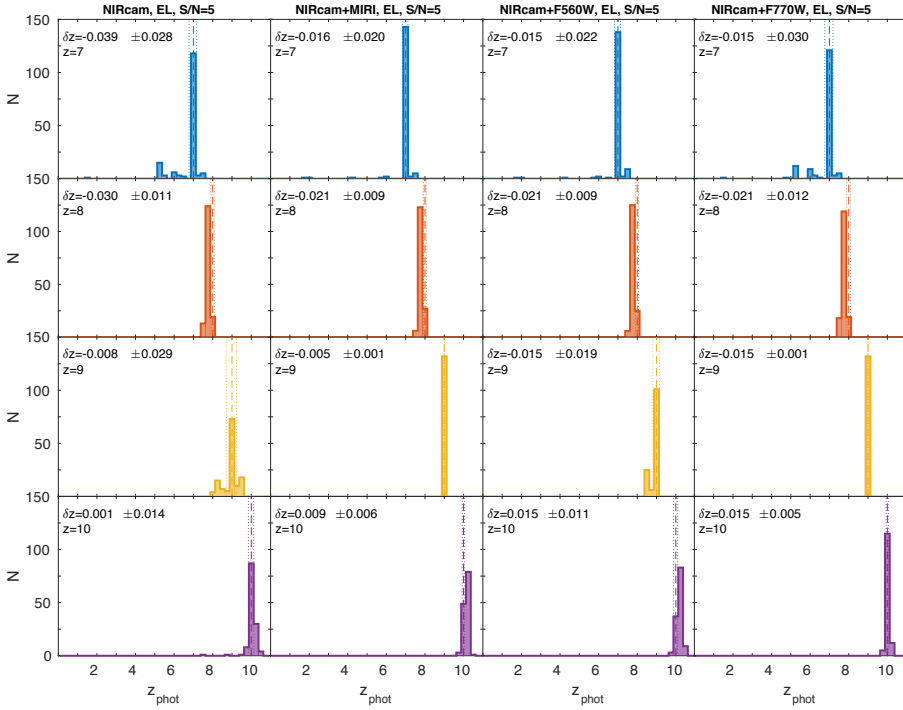 NIRcam, EL, S/N=5 NIRcam+MIRI, EL, S/N=5 NIRcam+F560W, EL, S/N=5 NIRcam+F770W, EL, S/N=5
150
δz=-0.039 ±0.028 δz=-0.016 ±0.020 δz=-0.015 ±0.022 δz=-0.015 ±0.030
z=7 z=7 z=7 z=7
100
N
50
150
δz=-0.030 ±0.011 δz=-0.021 ±0.009 δz=-0.021 ±0.009 δz=-0.021 ±0.012
z=8 z=8 z=8 z=8
100
N
50
150
δz=-0.008 ±0.029 δz=-0.005 ±0.001 δz=-0.015 ±0.019 δz=-0.015 ±0.001
z=9 z=9 z=9 z=9
100
N
50
150
δz=0.001 ±0.014 δz=0.009 ±0.006 δz=0.015 ±0.011 δz=-0.015 ±0.005
z=10 z=10 z=10 z=10
100
N
50
0
2 4 6 8 10 2 4 6 8 10 2 4 6 8 10 2 4 6 8 10
z_phot z_phot z_phot z_phot